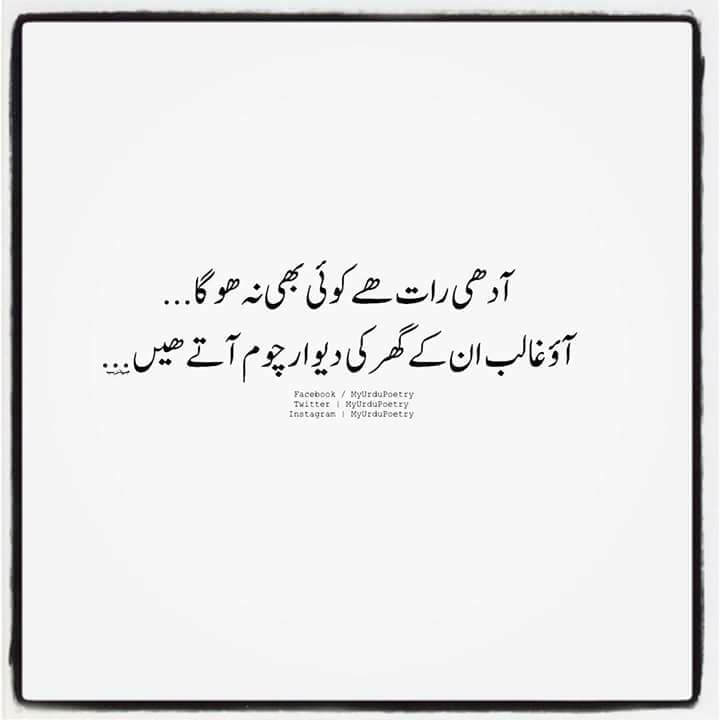 آدھی رات ھے کوئی بھی نہ ھو گا...
آؤ غالب ان کے گھر کی دیوار چوم آتے ھیں...
Facebook / MyUrduPoetry
Twitter | MyUrduPoetry
Instagram | MyUrduPoetry